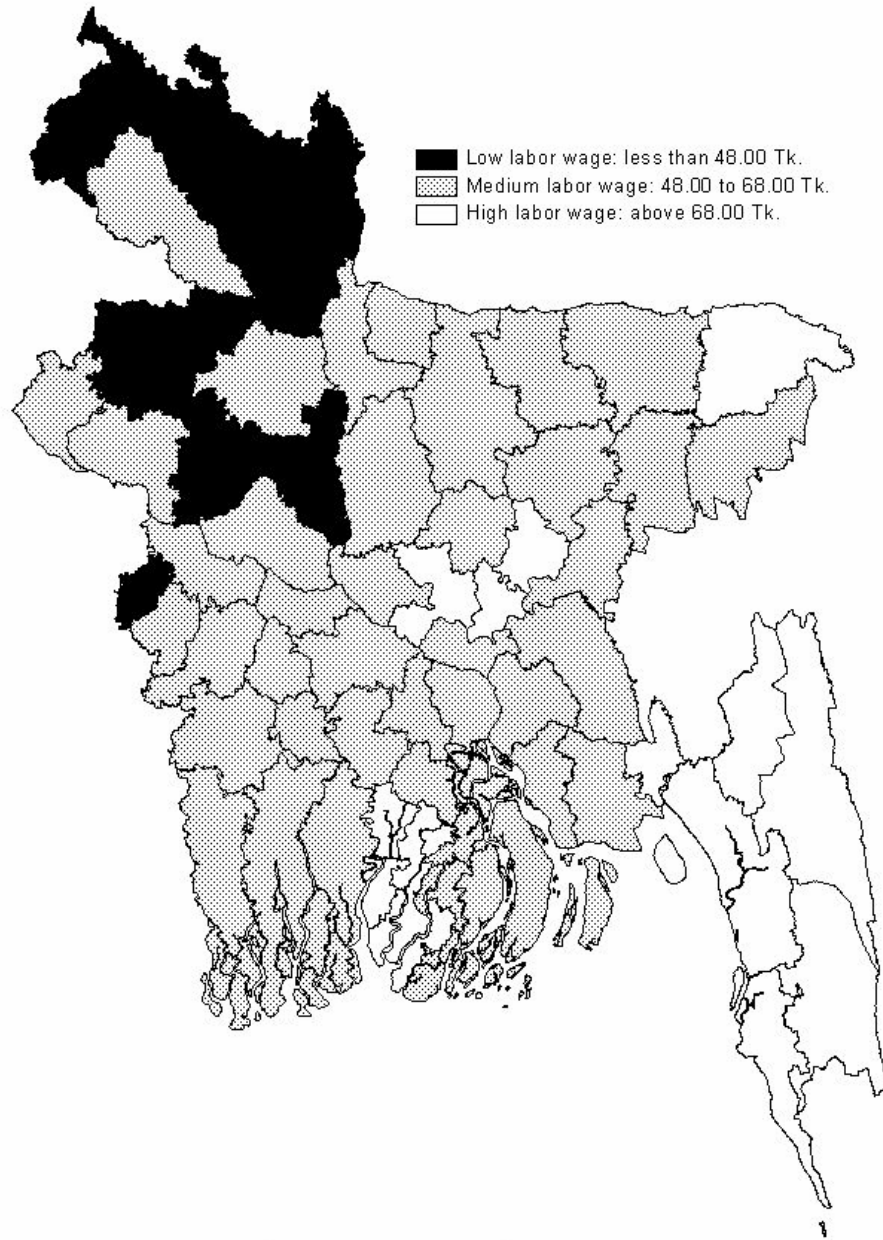 Low labor wage: less than 48.00 Tk.
Medium labor wage: 48.00 to 68.00 Tk.
High labor wage: above 68.00 Tk.